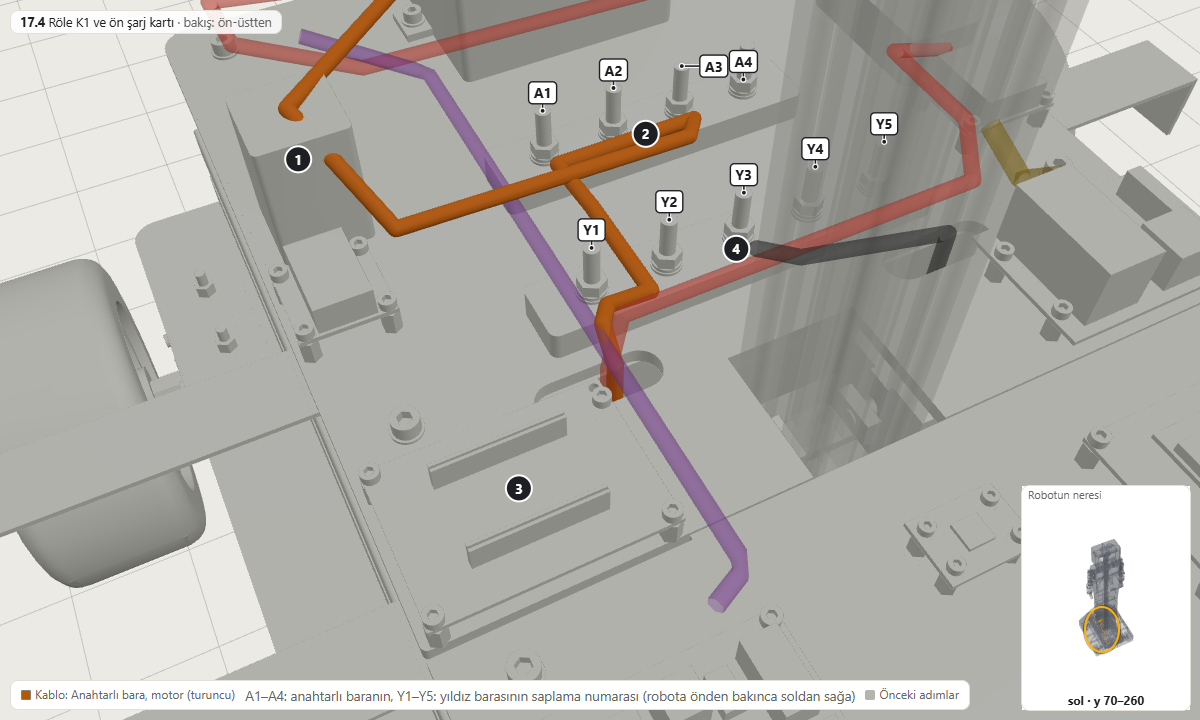 17.4 Röle K1 ve ön şarj kartı · bakış: ön-üstten
A1
A2
A3
A4
Y5
Y4
Y3
Y2
Y1
1
2
3
4
Robotun neresi
sol · y 70–260
Kablo: Anahtarlı bara, motor (turuncu)
A1–A4: anahtarlı baranın, Y1–Y5: yıldız barasının saplama numarası (robota önden bakınca soldan sağa)
Önceki adımlar